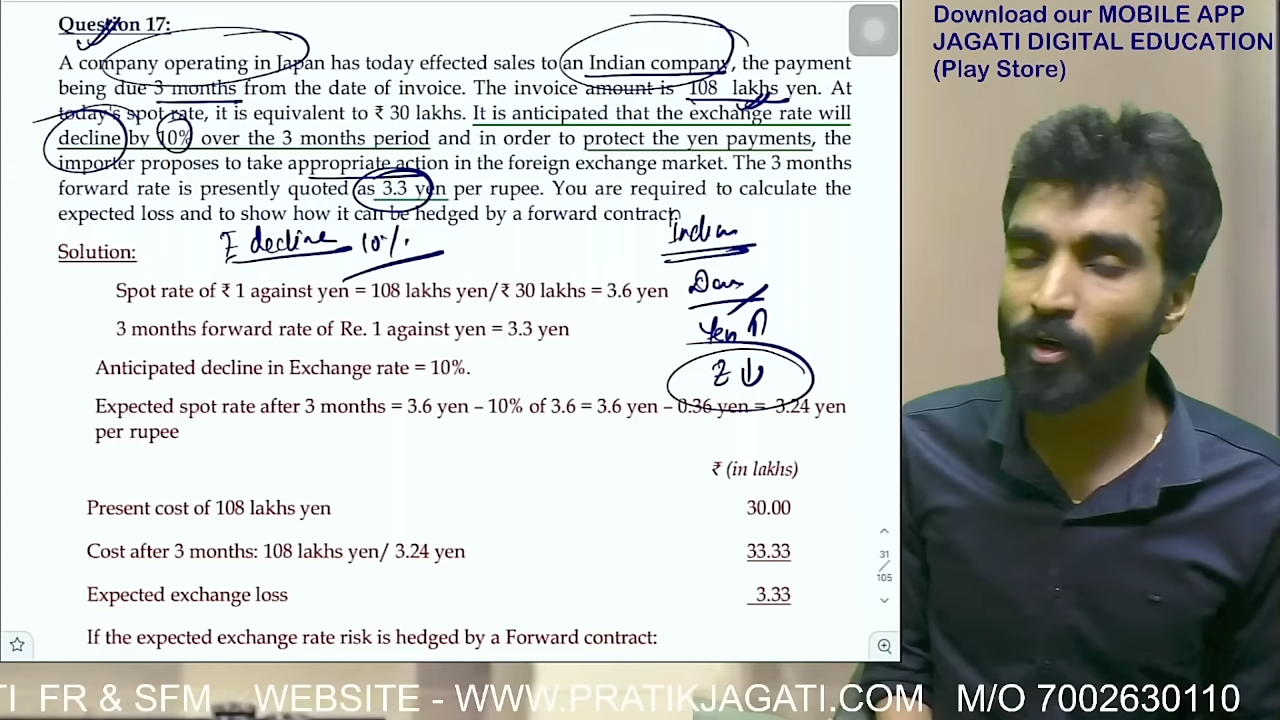 Question 17:
A company operating in Japan has today effected sales to an Indian company, the payment
being due 3 months from the date of invoice. The invoice amount is 108 lakhs yen. At
today's spot rate, it is equivalent to ₹ 30 lakhs. It is anticipated that the exchange rate will
decline by 10% over the 3 months period and in order to protect the yen payments, the
importer proposes to take appropriate action in the foreign exchange market. The 3 months
forward rate is presently quoted as 3.3 yen per rupee. You are required to calculate the
expected loss and to show how it can be hedged by a forward contract.
₹ decline 10%.
Indian
Solution:
Spot rate of ₹ 1 against yen = 108 lakhs yen/₹ 30 lakhs = 3.6 yen
3 months forward rate of Re. 1 against yen = 3.3 yen
Yen ↑
Anticipated decline in Exchange rate = 10%.
₹ ↓
Expected spot rate after 3 months = 3.6 yen – 10% of 3.6 = 3.6 yen – 0.36 yen = 3.24 yen
per rupee
₹ (in lakhs)
Present cost of 108 lakhs yen 30.00
Cost after 3 months: 108 lakhs yen/ 3.24 yen 33.33
Expected exchange loss 3.33
If the expected exchange rate risk is hedged by a Forward contract:
31
/
105
Download our MOBILE APP
JAGATI DIGITAL EDUCATION
(Play Store)
TI FR & SFM WEBSITE - WWW.PRATIKJAGATI.COM M/O 7002630110